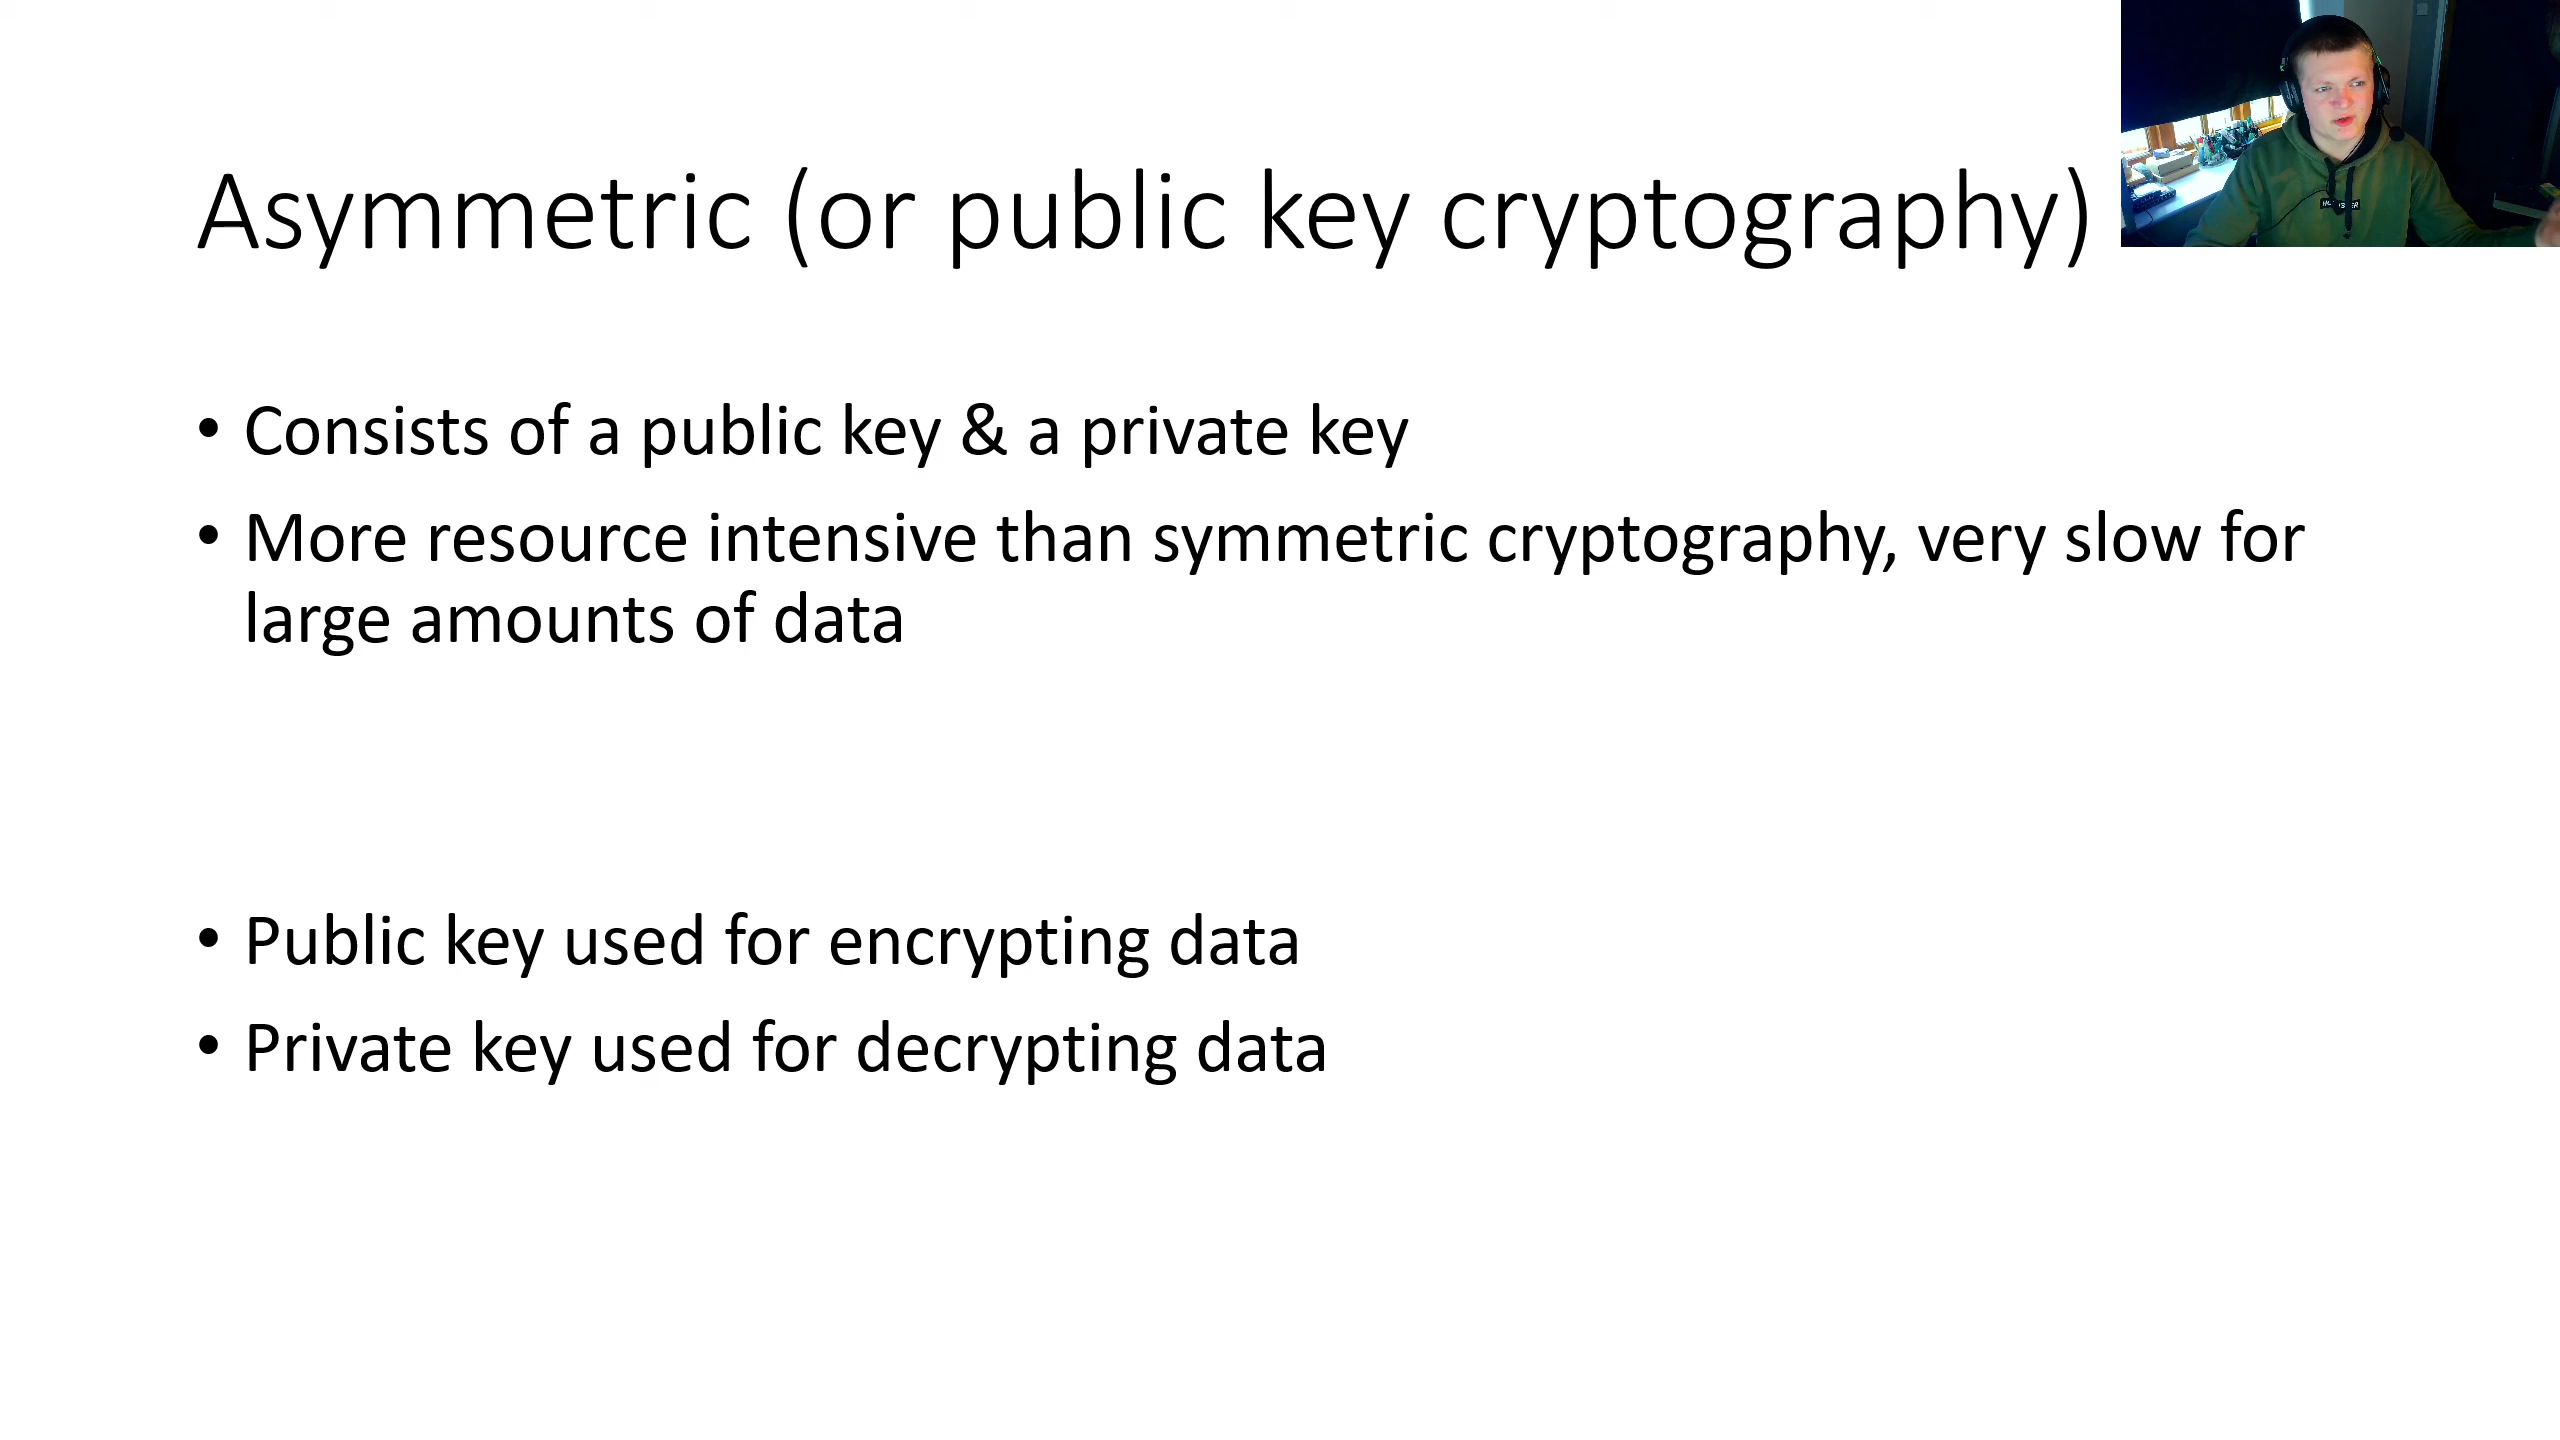 Asymmetric (or public key cryptography)
• Consists of a public key & a private key
• More resource intensive than symmetric cryptography, very slow for
large amounts of data
• Public key used for encrypting data
• Private key used for decrypting data